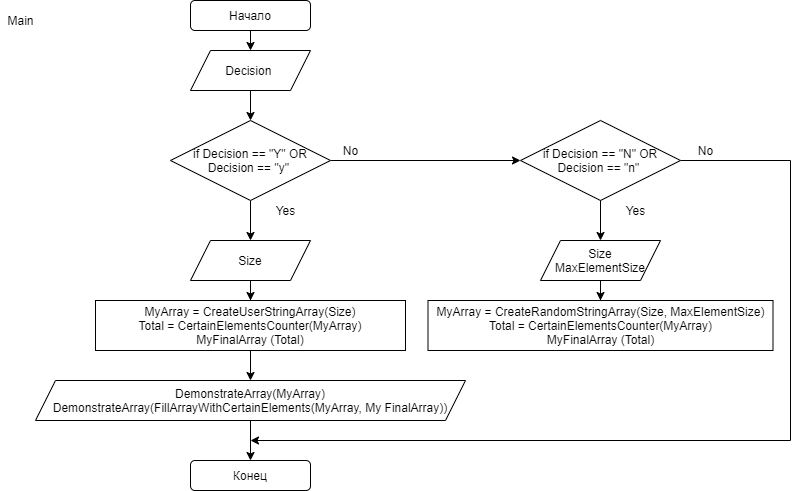 Main
Начало
Decision
if Decision == "Y" OR
Decision == "y"
No
if Decision == "N" OR
Decision == "n"
No
Yes
Yes
Size
Size
MaxElementSize
MyArray = CreateUserStringArray(Size)
Total = CertainElementsCounter(MyArray)
MyFinalArray (Total)
MyArray = CreateRandomStringArray(Size, MaxElementSize)
Total = CertainElementsCounter(MyArray)
MyFinalArray (Total)
DemonstrateArray(MyArray)
DemonstrateArray(FillArrayWithCertainElements(MyArray, My FinalArray))
Конец